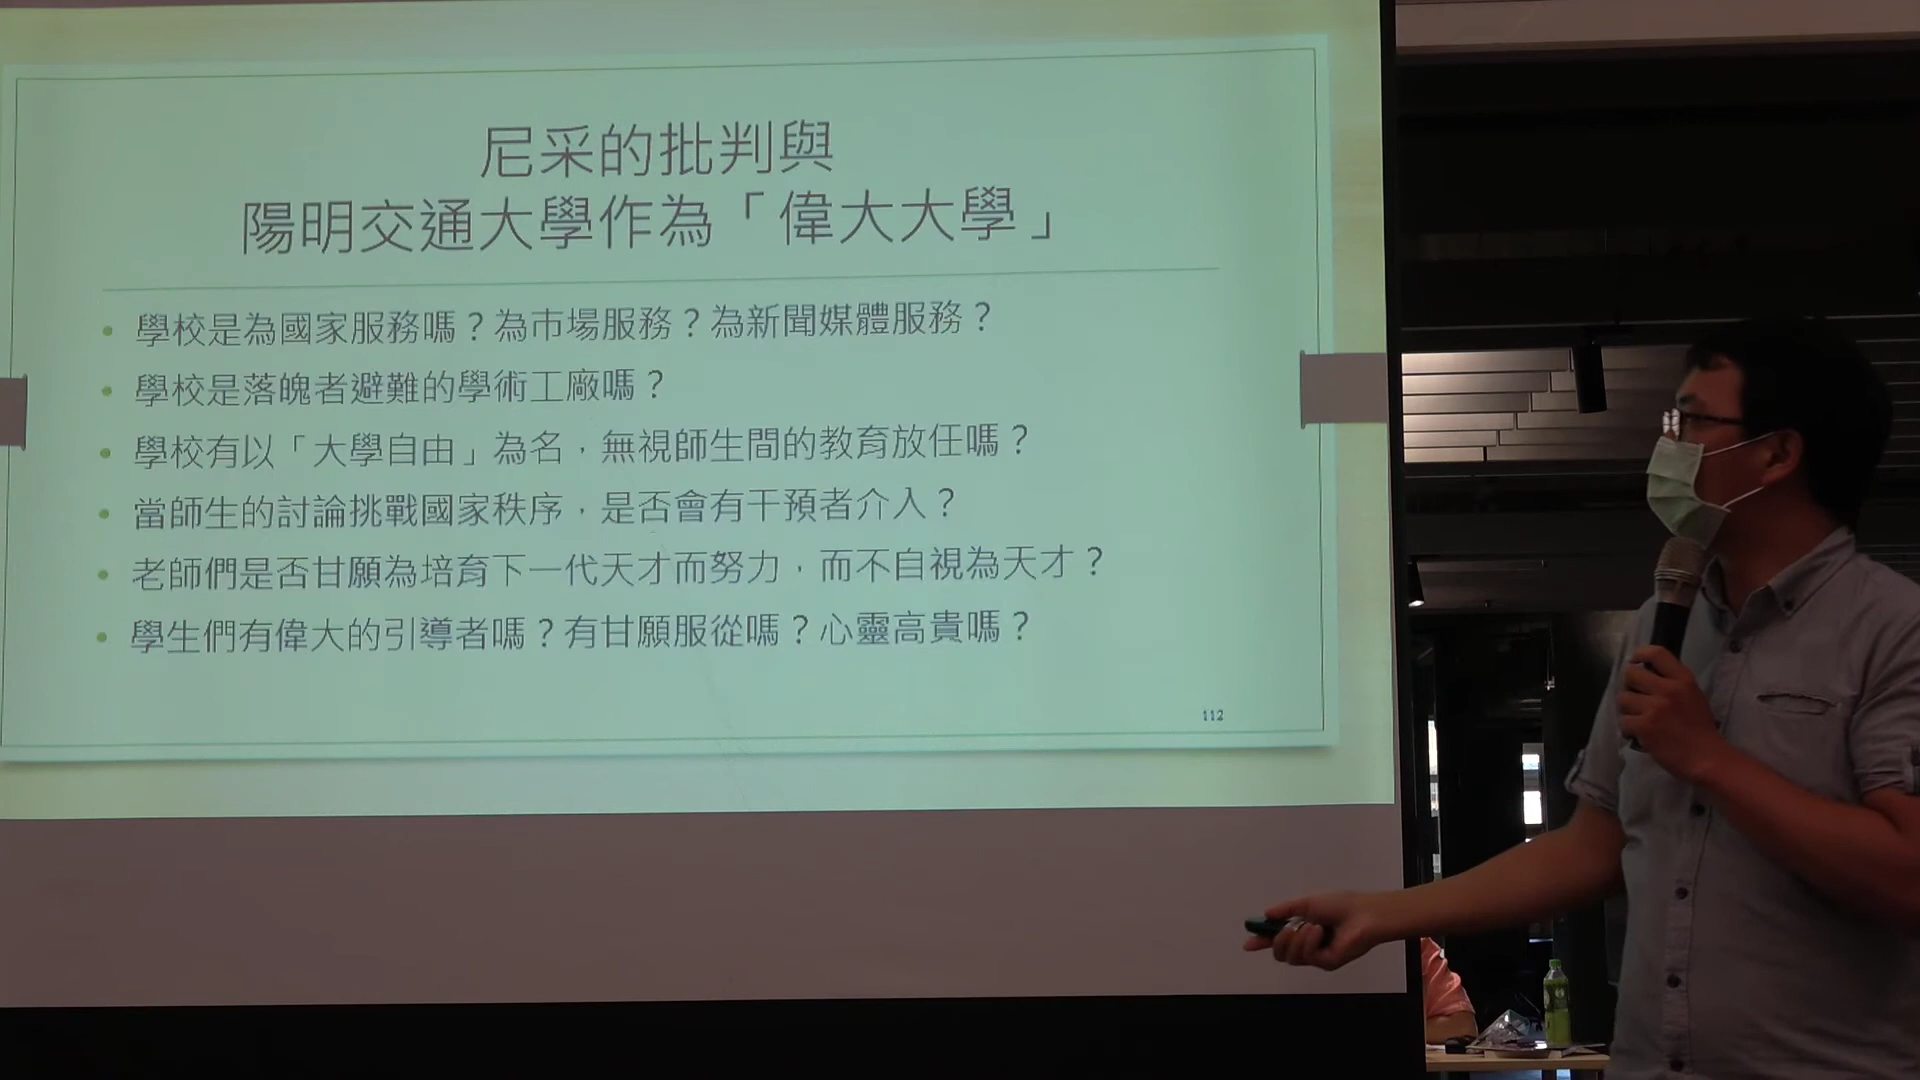 尼采的批判與
陽明交通大學作為「偉大大學」
學校是為國家服務嗎？為市場服務？為新聞媒體服務？
學校是落魄者避難的學術工廠嗎？
學校有以「大學自由」為名，無視師生間的教育放任嗎？
當師生的討論挑戰國家秩序，是否會有干預者介入？
老師們是否甘願為培育下一代天才而努力，而不自視為天才？
學生們有偉大的引導者嗎？有甘願服從嗎？心靈高貴嗎？
112